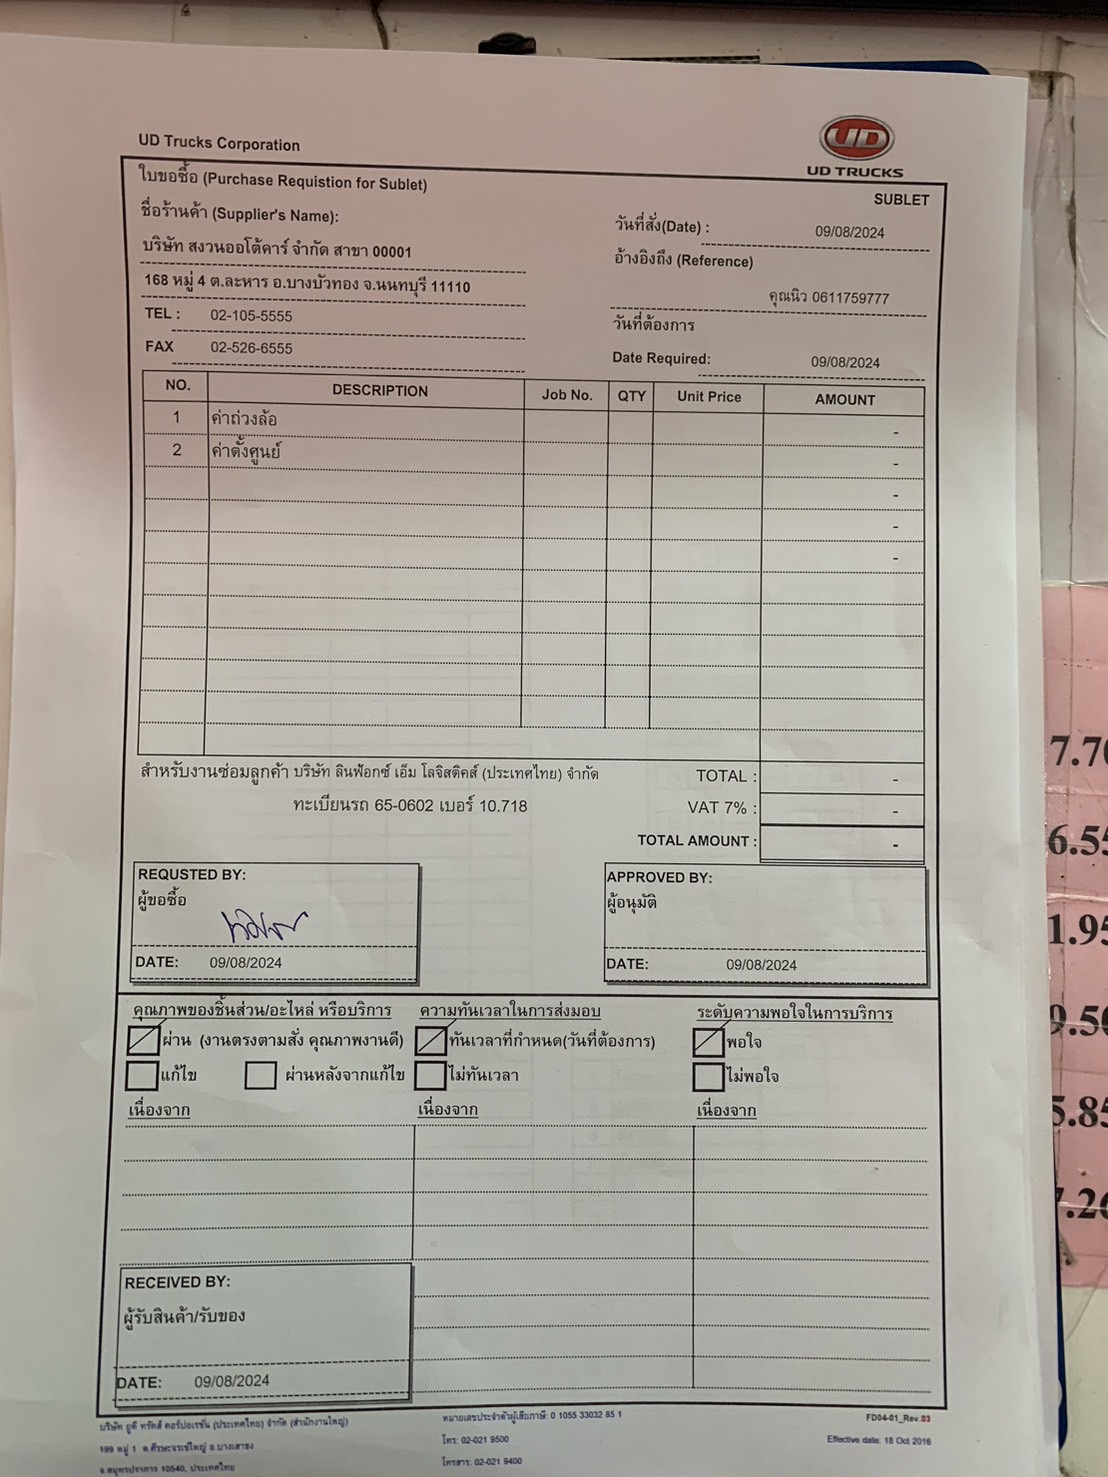 UD Trucks Corporation
UD
UD TRUCKS
ใบขอซื้อ (Purchase Requistion for Sublet)
SUBLET
ชื่อร้านค้า (Supplier's Name):
วันที่สั่ง(Date) : 09/08/2024
บริษัท สงวนออโต้คาร์ จำกัด สาขา 00001
อ้างอิงถึง (Reference)
168 หมู่ 4 ต.ละหาร อ.บางบัวทอง จ.นนทบุรี 11110
คุณนิว 0611759777
TEL : 02-105-5555
วันที่ต้องการ
FAX 02-526-6555
Date Required: 09/08/2024
NO. DESCRIPTION Job No. QTY Unit Price AMOUNT
1 ค่าถ่วงล้อ -
2 ค่าตั้งศูนย์ -
-
-
-
สำหรับงานซ่อมลูกค้า บริษัท ลินฟ้อกซ์ เอ็ม โลจิสติคส์ (ประเทศไทย) จำกัด TOTAL : -
ทะเบียนรถ 65-0602 เบอร์ 10.718 VAT 7% : -
TOTAL AMOUNT : -
REQUSTED BY:
ผู้ขอซื้อ
DATE: 09/08/2024
APPROVED BY:
ผู้อนุมัติ
DATE: 09/08/2024
คุณภาพของชิ้นส่วน/อะไหล่ หรือบริการ ความทันเวลาในการส่งมอบ ระดับความพอใจในการบริการ
ผ่าน (งานตรงตามสั่ง คุณภาพงานดี) ทันเวลาที่กำหนด(วันที่ต้องการ) พอใจ
แก้ไข ผ่านหลังจากแก้ไข ไม่ทันเวลา ไม่พอใจ
เนื่องจาก เนื่องจาก เนื่องจาก
RECEIVED BY:
ผู้รับสินค้า/รับของ
DATE: 09/08/2024
บริษัท ยูดี ทรัคส์ คอร์ปอเรชั่น (ประเทศไทย) จำกัด (สำนักงานใหญ่)
199 หมู่ 1 ต.ศีรษะจรเข้ใหญ่ อ.บางเสาธง
จ.สมุทรปราการ 10540, ประเทศไทย
หมายเลขประจำตัวผู้เสียภาษี: 0 1055 33032 85 1
โทร: 02-021 9500
โทรสาร: 02-021 9400
FD04-01_Rev.03
Effective date: 18 Oct 2016